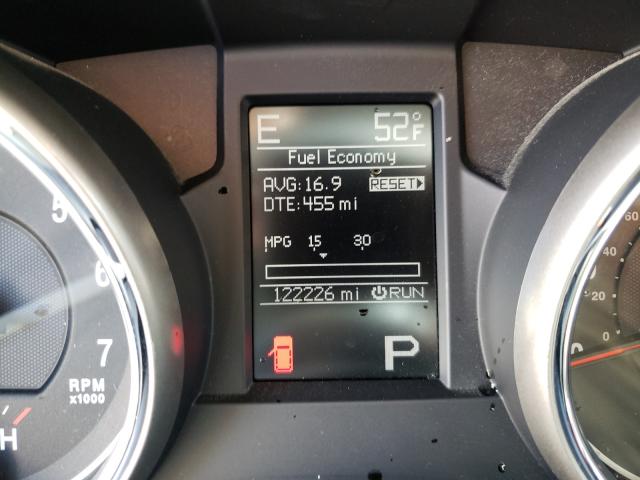 E 52°F
Fuel Economy
AVG:16.9 RESET
DTE:455 mi
MPG 15 30
122226 mi RUN
P
5
6
7
RPM
x1000
H
60
40
20
0